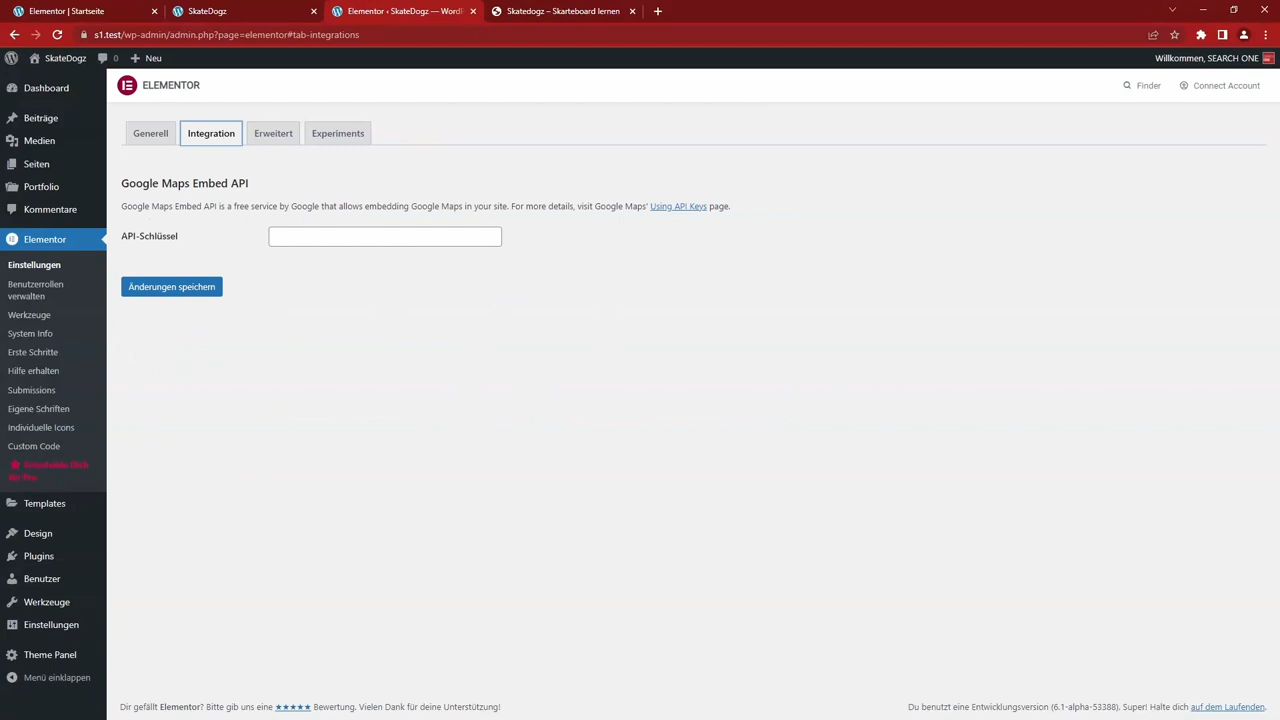 Elementor | Startseite
SkateDogz
Elementor ‹ SkateDogz — WordPr
Skatedogz – Skarteboard lernen
s1.test/wp-admin/admin.php?page=elementor#tab-integrations
SkateDogz 0 Neu
Willkommen, SEARCH ONE
Dashboard
Beiträge
Medien
Seiten
Portfolio
Kommentare
Elementor
Einstellungen
Benutzerrollen
verwalten
Werkzeuge
System Info
Erste Schritte
Hilfe erhalten
Submissions
Eigene Schriften
Individuelle Icons
Custom Code
Templates
Design
Plugins
Benutzer
Werkzeuge
Einstellungen
Theme Panel
Menü einklappen
ELEMENTOR
Finder
Connect Account
Generell
Integration
Erweitert
Experiments
Google Maps Embed API
Google Maps Embed API is a free service by Google that allows embedding Google Maps in your site. For more details, visit Google Maps' Using API Keys page.
API-Schlüssel
Änderungen speichern
Dir gefällt Elementor? Bitte gib uns eine ★★★★★ Bewertung. Vielen Dank für deine Unterstützung!
Du benutzt eine Entwicklungsversion (6.1-alpha-53388). Super! Halte dich auf dem Laufenden.